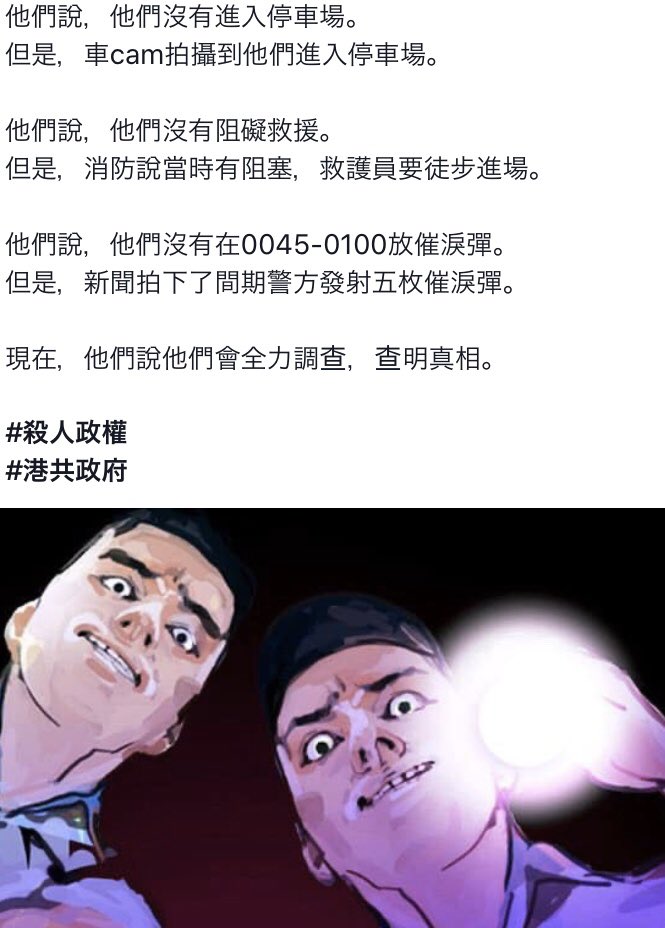 他們說，他們沒有進入停車場。
但是，車cam拍攝到他們進入停車場。
他們說，他們沒有阻礙救援。
但是，消防說當時有阻塞，救護員要徒步進場。
他們說，他們沒有在0045-0100放催淚彈。
但是，新聞拍下了間期警方發射五枚催淚彈。
現在，他們說他們會全力調查，查明真相。
#殺人政權
#港共政府